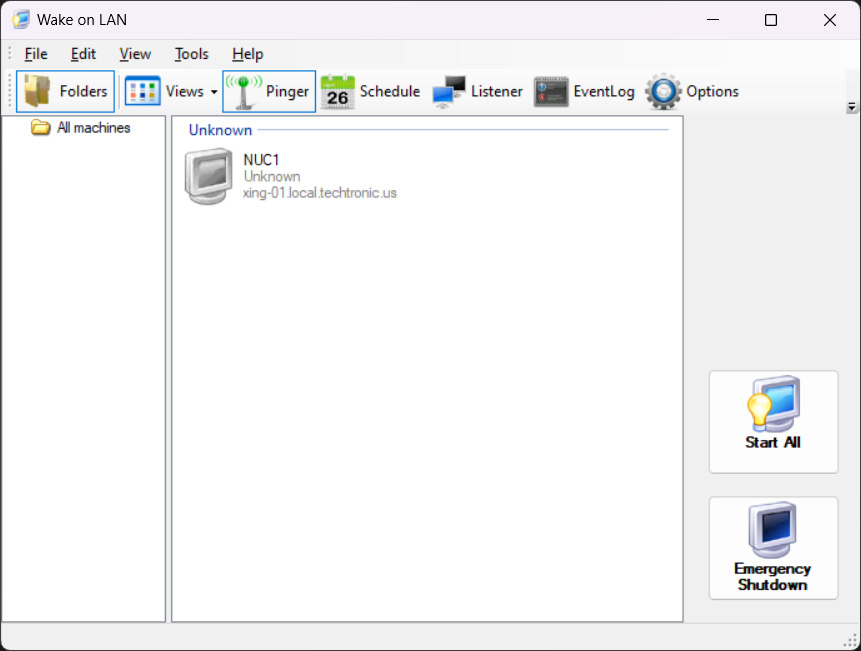 Wake on LAN
File Edit View Tools Help
Folders Views Pinger 26 Schedule Listener EventLog Options
All machines
Unknown
NUC1
Unknown
xing-01.local.techtronic.us
Start All
Emergency
Shutdown